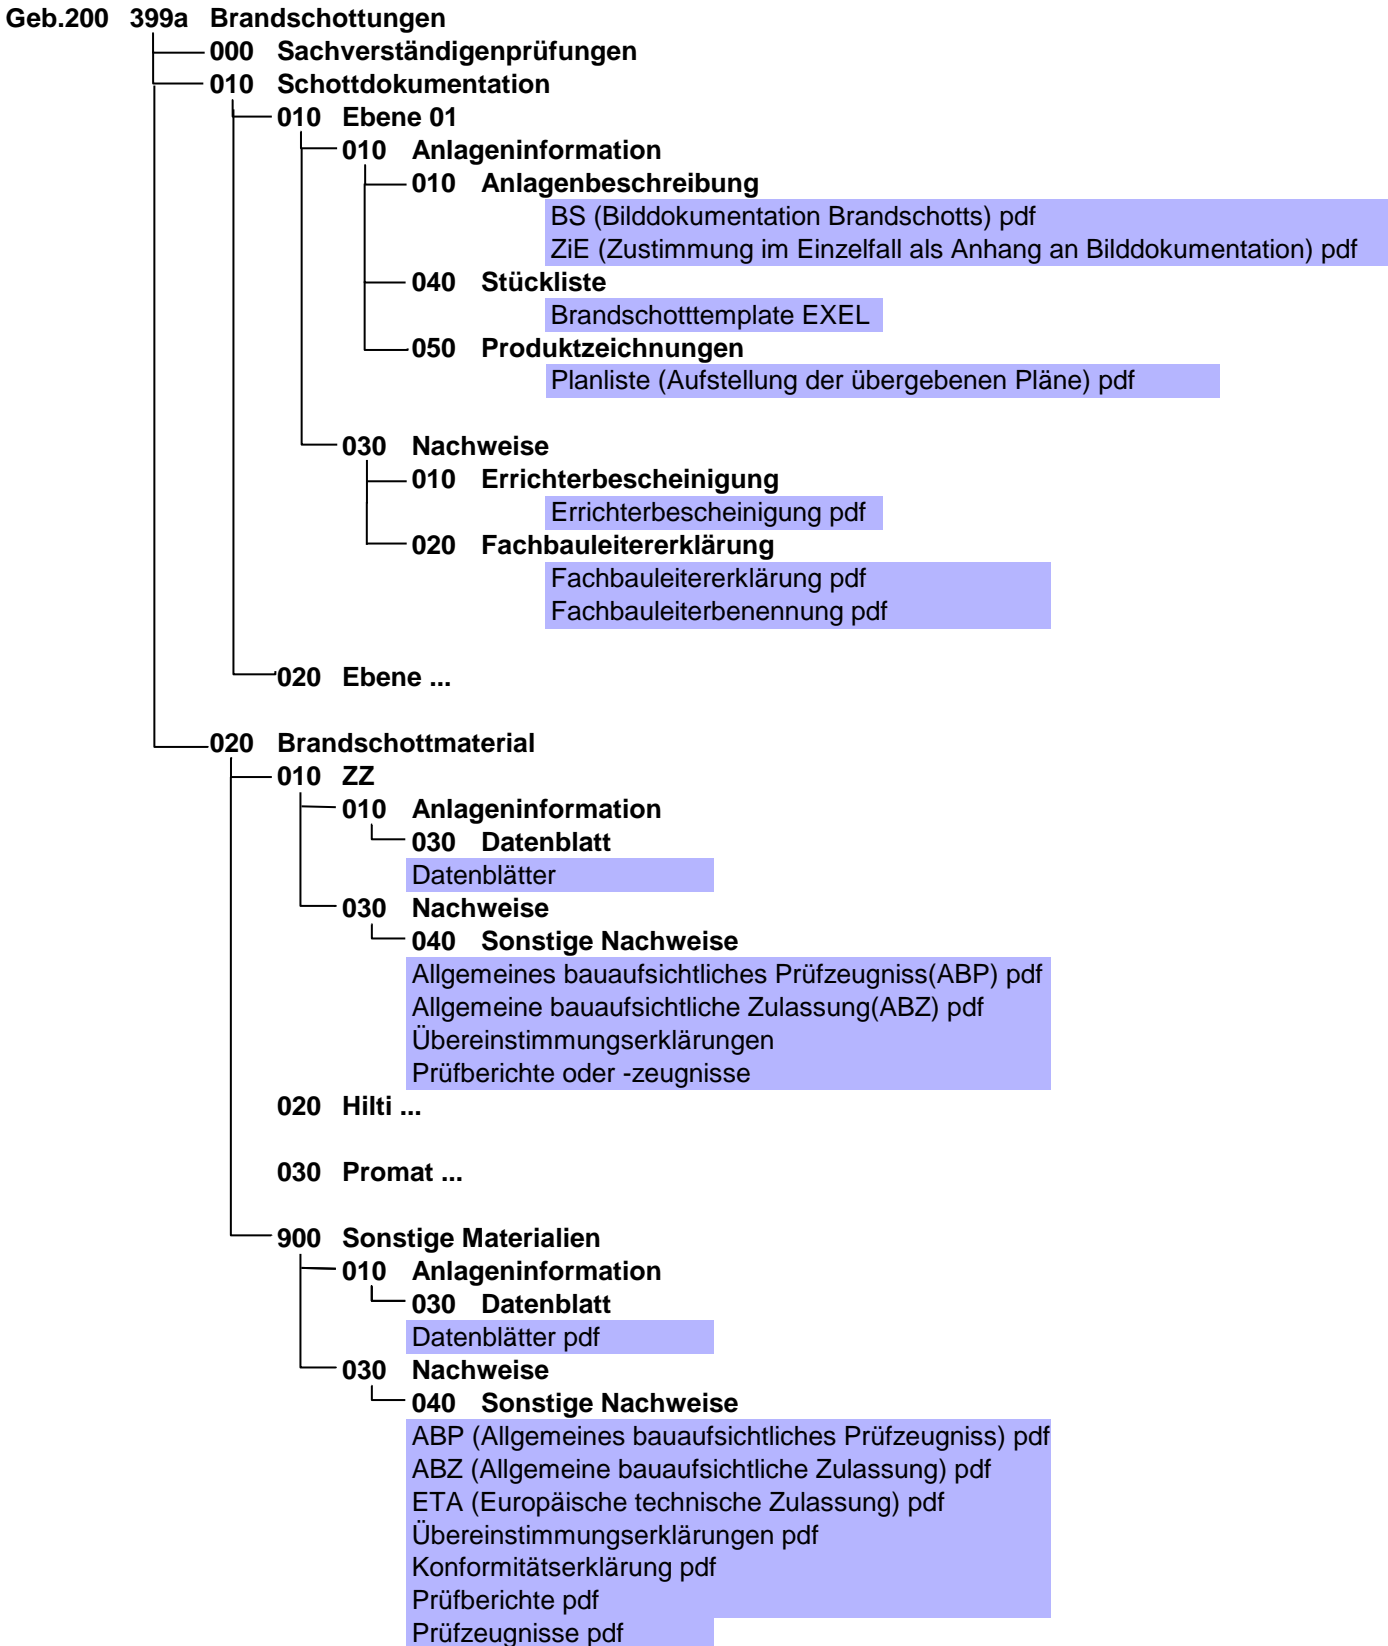 Geb.200 399a Brandschottungen
000 Sachverständigenprüfungen
010 Schottdokumentation
010 Ebene 01
010 Anlageninformation
010 Anlagenbeschreibung
BS (Bilddokumentation Brandschotts) pdf
ZiE (Zustimmung im Einzelfall als Anhang an Bilddokumentation) pdf
040 Stückliste
Brandschotttemplate EXEL
050 Produktzeichnungen
Planliste (Aufstellung der übergebenen Pläne) pdf
030 Nachweise
010 Errichterbescheinigung
Errichterbescheinigung pdf
020 Fachbauleitererklärung
Fachbauleitererklärung pdf
Fachbauleiterbenennung pdf
020 Ebene ...
020 Brandschottmaterial
010 ZZ
010 Anlageninformation
030 Datenblatt
Datenblätter
030 Nachweise
040 Sonstige Nachweise
Allgemeines bauaufsichtliches Prüfzeugniss(ABP) pdf
Allgemeine bauaufsichtliche Zulassung(ABZ) pdf
Übereinstimmungserklärungen
Prüfberichte oder -zeugnisse
020 Hilti ...
030 Promat ...
900 Sonstige Materialien
010 Anlageninformation
030 Datenblatt
Datenblätter pdf
030 Nachweise
040 Sonstige Nachweise
ABP (Allgemeines bauaufsichtliches Prüfzeugniss) pdf
ABZ (Allgemeine bauaufsichtliche Zulassung) pdf
ETA (Europäische technische Zulassung) pdf
Übereinstimmungserklärungen pdf
Konformitätserklärung pdf
Prüfberichte pdf
Prüfzeugnisse pdf